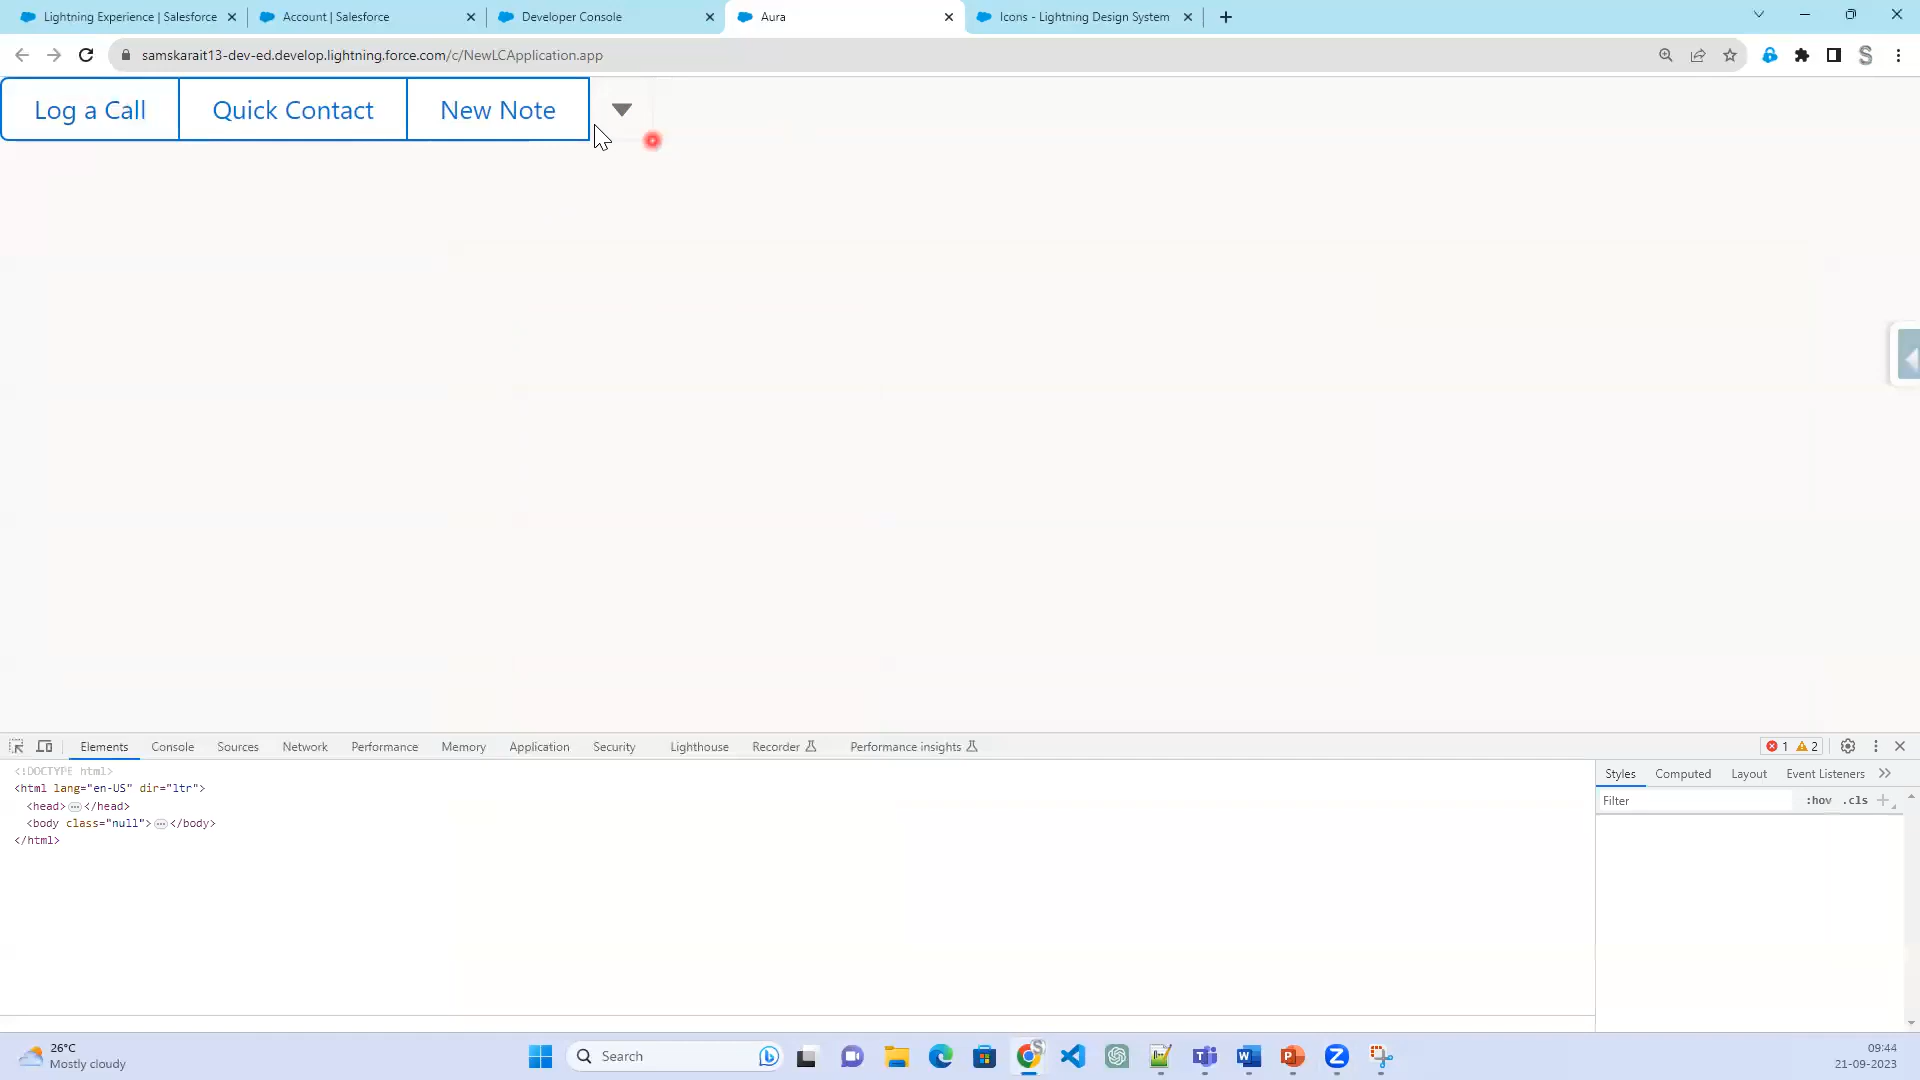 Lightning Experience | Salesforce
Account | Salesforce
Developer Console
Aura
Icons - Lightning Design System
samskarait13-dev-ed.develop.lightning.force.com/c/NewLCApplication.app
Log a Call
Quick Contact
New Note
Elements
Console
Sources
Network
Performance
Memory
Application
Security
Lighthouse
Recorder
Performance insights
1
2
<!DOCTYPE html>
<html lang="en-US" dir="ltr">
<head>
</head>
<body class="null">
</body>
</html>
Styles
Computed
Layout
Event Listeners
Filter
:hov
.cls
26°C
Mostly cloudy
Search
09:44
21-09-2023